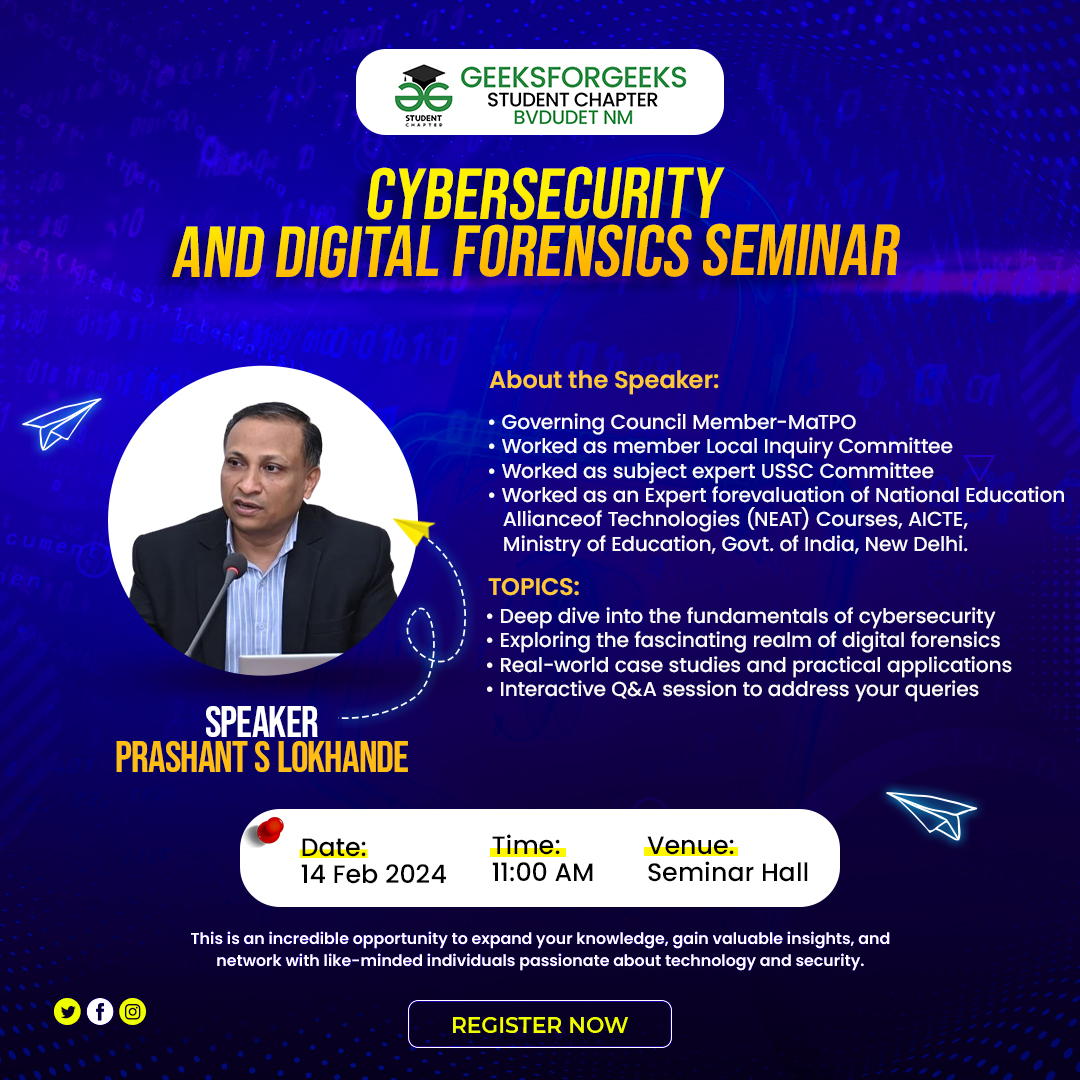 GEEKSFORGEEKS
STUDENT CHAPTER
BVDUDET NM
STUDENT
CHAPTER
CYBERSECURITY
AND DIGITAL FORENSICS SEMINAR
About the Speaker:
• Governing Council Member-MaTPO
• Worked as member Local Inquiry Committee
• Worked as subject expert USSC Committee
• Worked as an Expert forevaluation of National Education
Allianceof Technologies (NEAT) Courses, AICTE,
Ministry of Education, Govt. of India, New Delhi.
TOPICS:
• Deep dive into the fundamentals of cybersecurity
• Exploring the fascinating realm of digital forensics
• Real-world case studies and practical applications
• Interactive Q&A session to address your queries
SPEAKER
PRASHANT S LOKHANDE
Date:
14 Feb 2024
Time:
11:00 AM
Venue:
Seminar Hall
This is an incredible opportunity to expand your knowledge, gain valuable insights, and
network with like-minded individuals passionate about technology and security.
REGISTER NOW